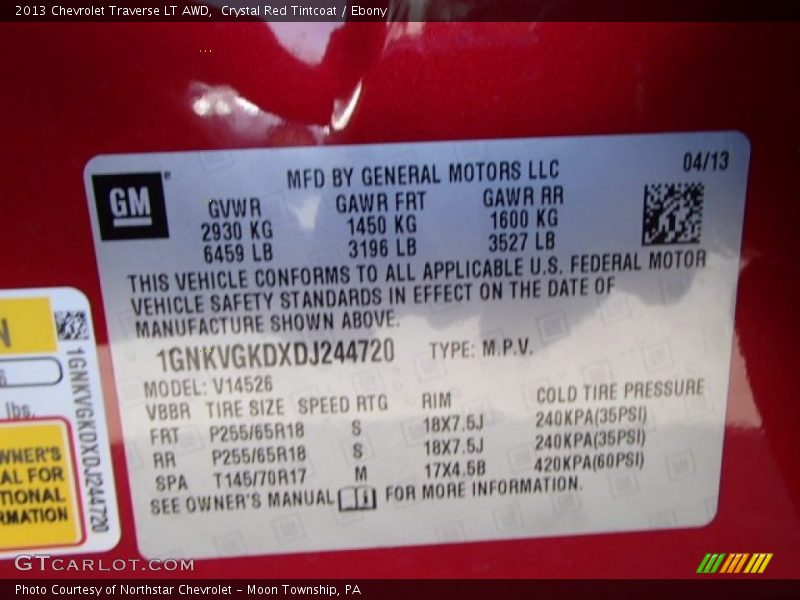 2013 Chevrolet Traverse LT AWD, Crystal Red Tintcoat / Ebony
GM
MFD BY GENERAL MOTORS LLC
04/13
GVWR GAWR FRT GAWR RR
2930 KG 1450 KG 1600 KG
6459 LB 3196 LB 3527 LB
THIS VEHICLE CONFORMS TO ALL APPLICABLE U.S. FEDERAL MOTOR
VEHICLE SAFETY STANDARDS IN EFFECT ON THE DATE OF
MANUFACTURE SHOWN ABOVE.
1GNKVGKDXDJ244720 TYPE: M.P.V.
MODEL: V14526
VBBR TIRE SIZE SPEED RTG RIM COLD TIRE PRESSURE
FRT P255/65R18 S 18X7.5J 240KPA(35PSI)
RR P255/65R18 S 18X7.5J 240KPA(35PSI)
SPA T145/70R17 M 17X4.5B 420KPA(60PSI)
SEE OWNER'S MANUAL FOR MORE INFORMATION.
N
lbs.
1GNKVGKDXDJ244720
WNER'S
AL FOR
TIONAL
RMATION
GTCARLOT.COM
Photo Courtesy of Northstar Chevrolet - Moon Township, PA